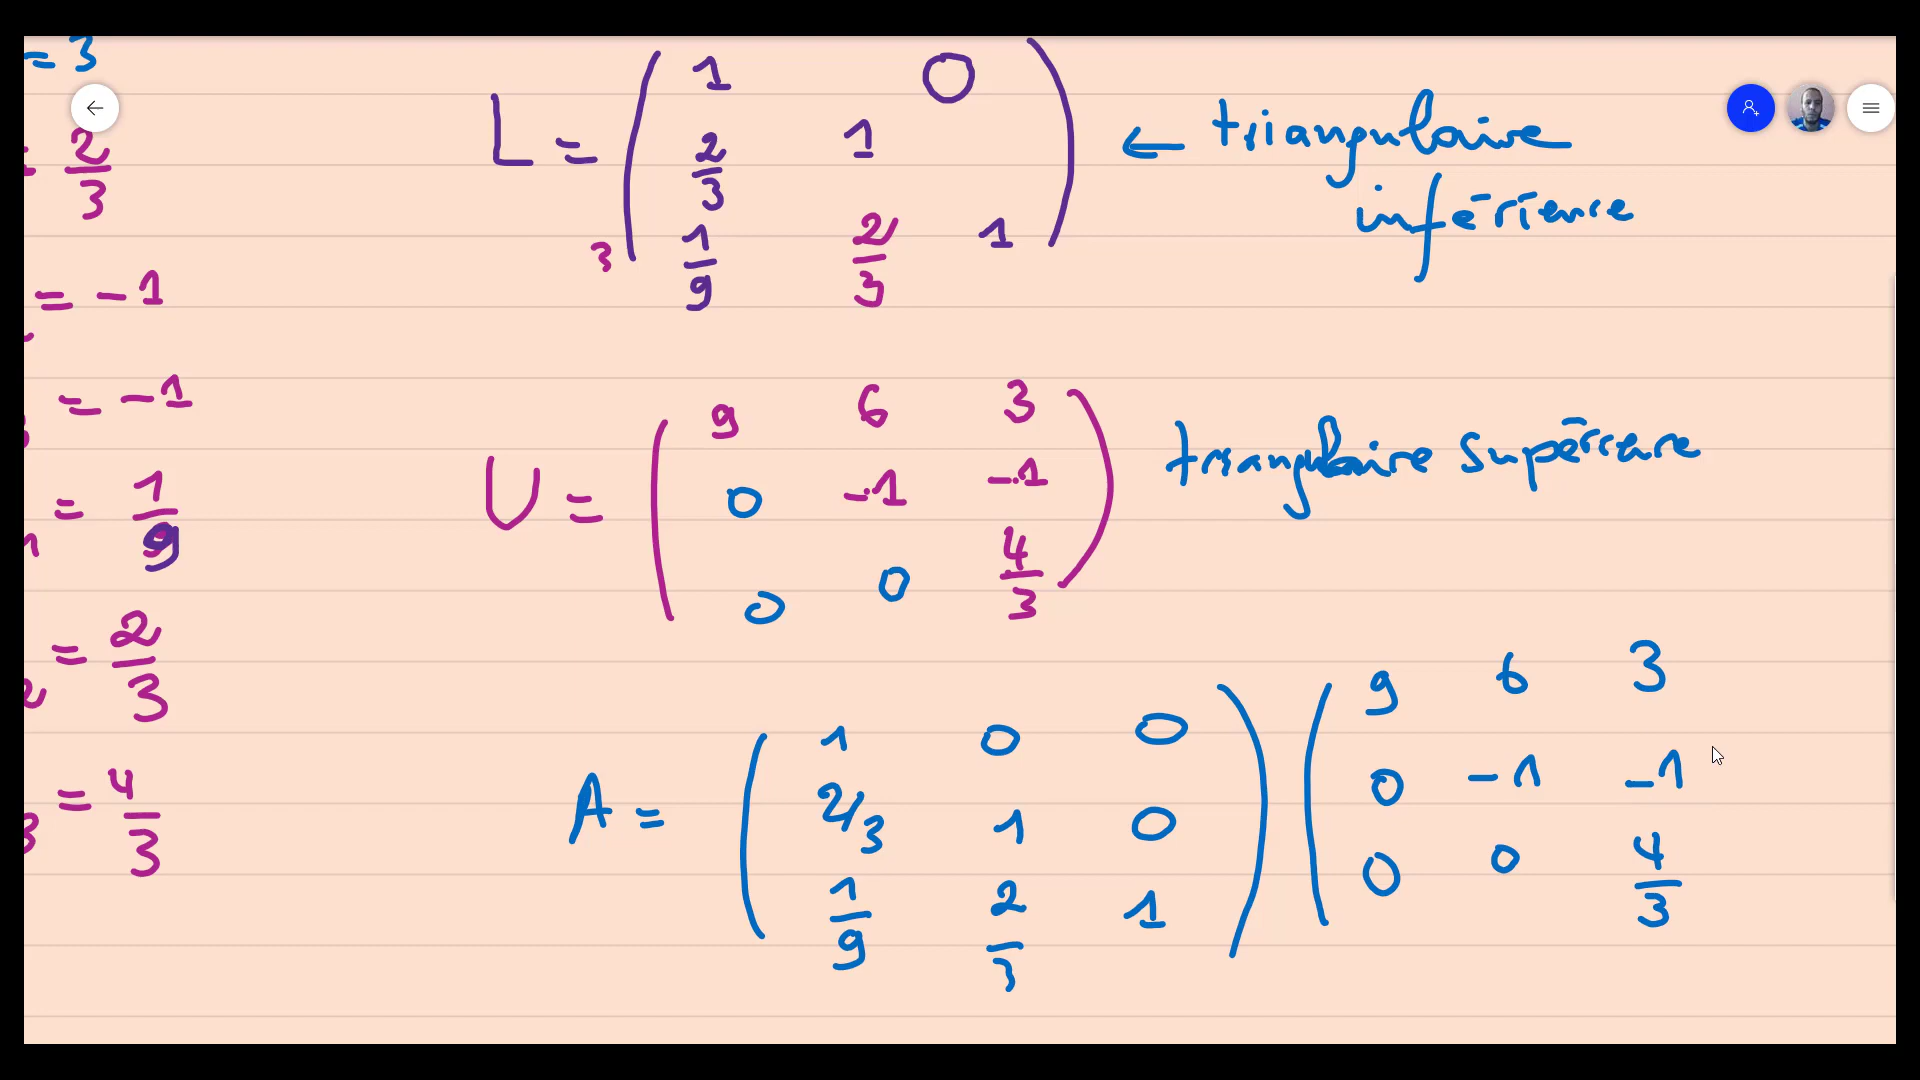 = 3
2/3
= -1
= -1
= 1/9
= 2/3
= 4/3
L = ( 1 0
2/3 1
3 1/9 2/3 1 )
← triangulaire
inférieure
U = ( 9 6 3
0 -1 -1
0 0 4/3 )
triangulaire supérieure
A = ( 1 0 0
2/3 1 0
1/9 2/3 1 )
( 9 6 3
0 -1 -1
0 0 4/3